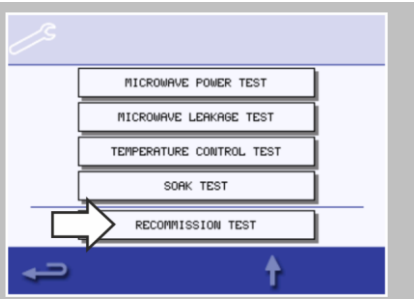 MICROWAVE POWER TEST
MICROWAVE LEAKAGE TEST
TEMPERATURE CONTROL TEST
SOAK TEST
RECOMMISSION TEST